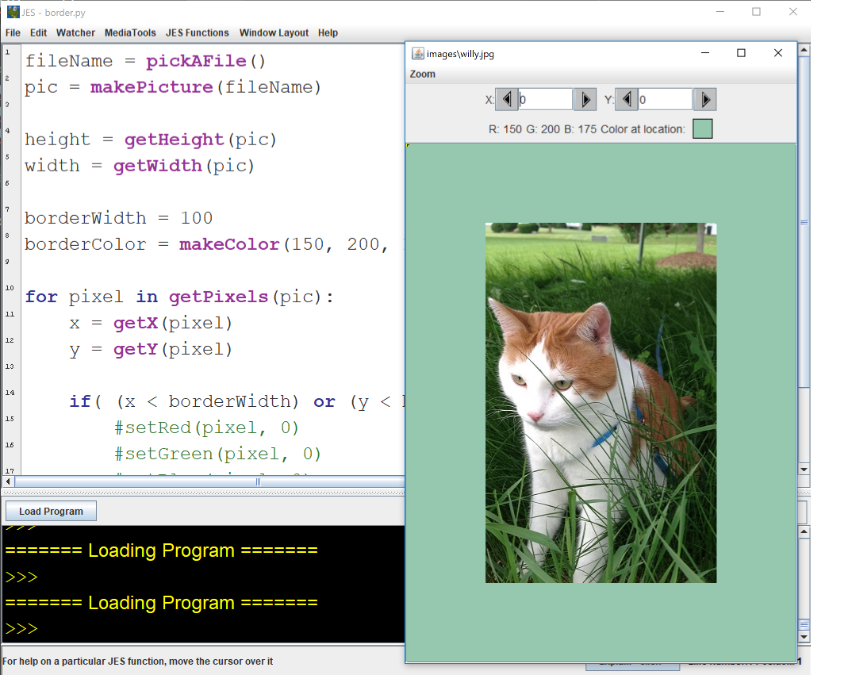 JES - border.py
File Edit Watcher MediaTools JES Functions Window Layout Help
1 fileName = pickAFile()
2 pic = makePicture(fileName)
3
4 height = getHeight(pic)
5 width = getWidth(pic)
6
7 borderWidth = 100
8 borderColor = makeColor(150, 200,
9
10 for pixel in getPixels(pic):
11 x = getX(pixel)
12 y = getY(pixel)
13
14 if( (x < borderWidth) or (y <
15 #setRed(pixel, 0)
16 #setGreen(pixel, 0)
17
Load Program
>>>
======= Loading Program =======
>>>
======= Loading Program =======
>>>
For help on a particular JES function, move the cursor over it
images\willy.jpg
Zoom
X: 0 Y: 0
R: 150 G: 200 B: 175 Color at location: